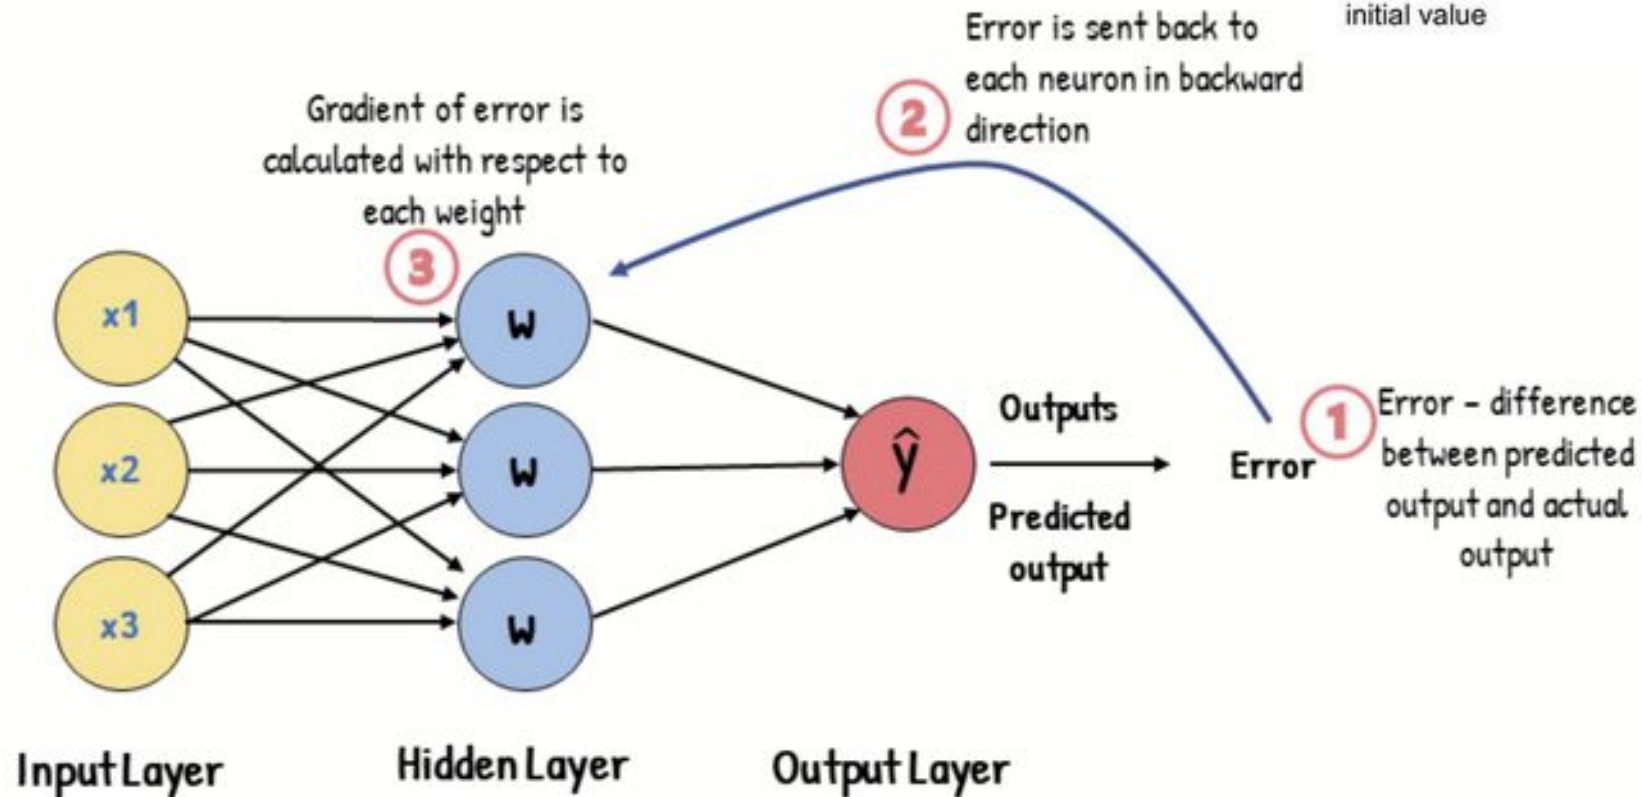 initial value
Error is sent back to
each neuron in backward
direction
2
Gradient of error is
calculated with respect to
each weight
3
x1
x2
x3
w
w
w
ŷ
Outputs
Predicted
output
Error
1
Error - difference
between predicted
output and actual
output
Input Layer
Hidden Layer
Output Layer